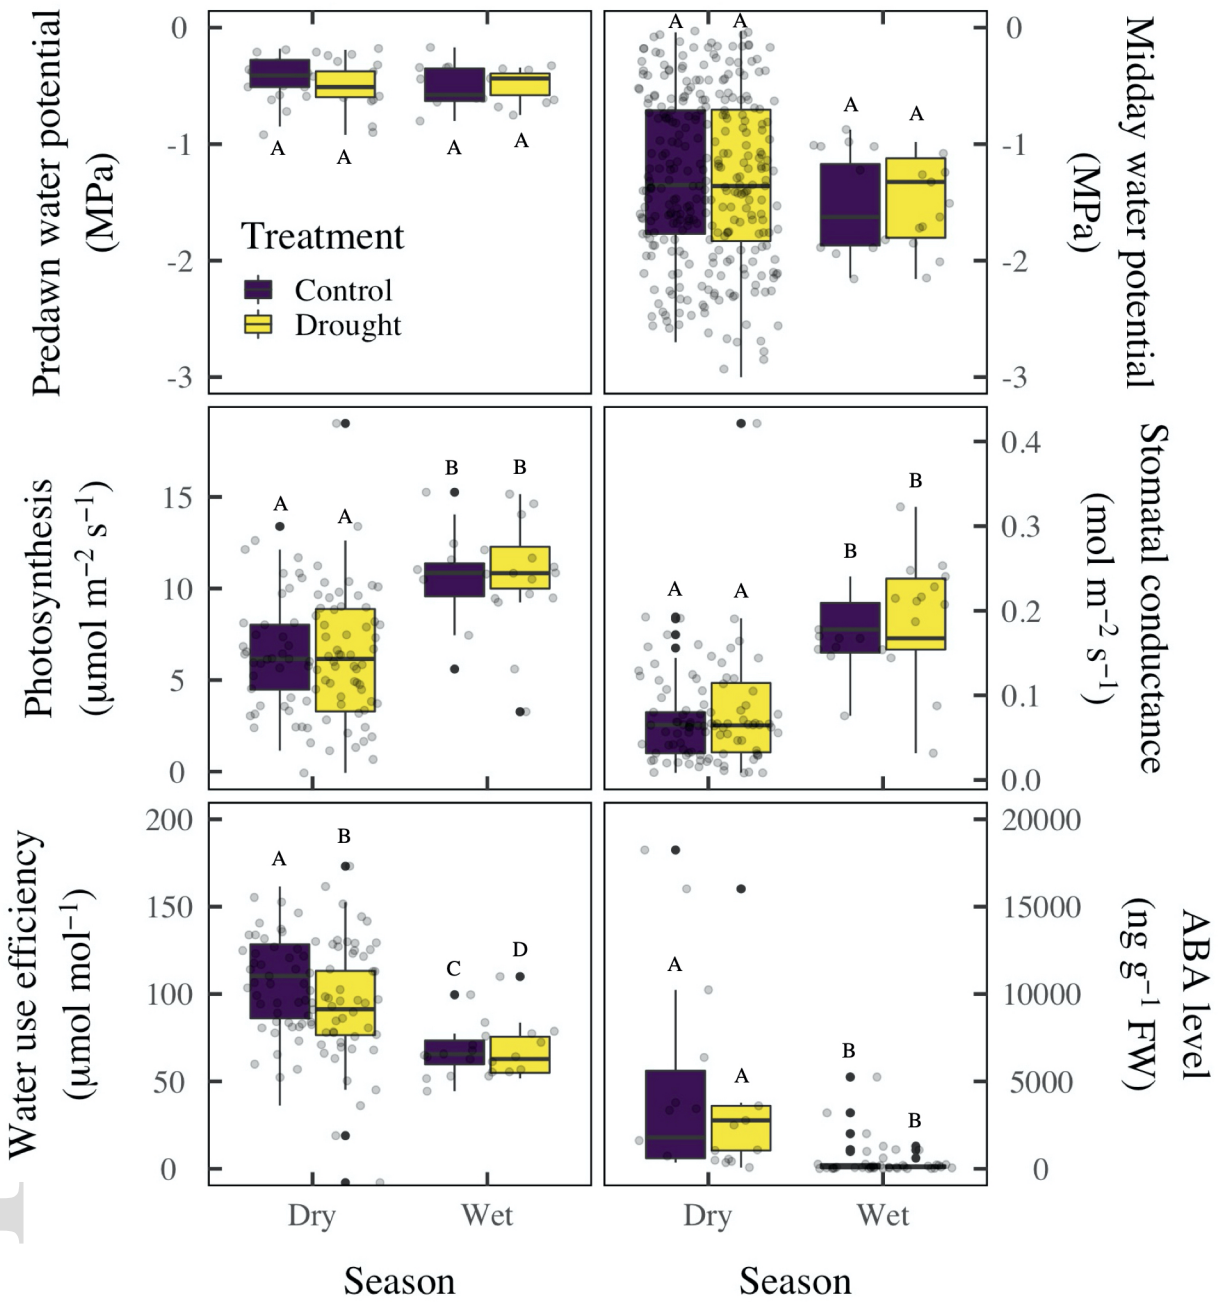 Predawn water potential
(MPa)
0
-1
-2
-3
A
A
A
A
Treatment
Control
Drought
A
A
A
A
0
-1
-2
-3
Midday water potential
(MPa)
Photosynthesis
(µmol m−2 s−1)
15
10
5
0
A
A
B
B
A
A
B
B
0.4
0.3
0.2
0.1
0.0
Stomatal conductance
(mol m−2 s−1)
Water use efficiency
(µmol mol−1)
200
150
100
50
0
A
B
C
D
A
A
B
B
20000
15000
10000
5000
0
ABA level
(ng g−1 FW)
Dry
Wet
Dry
Wet
Season
Season